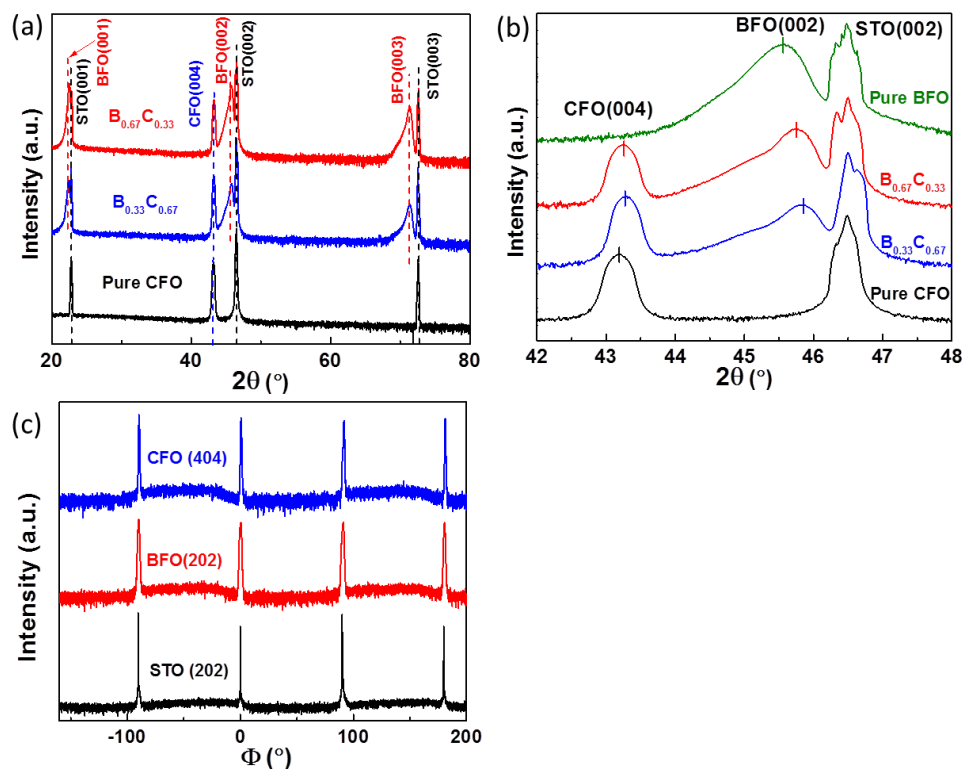 (a)
STO(001)
BFO(001)
CFO(004)
BFO(002)
STO(002)
BFO(003)
STO(003)
B0.67C0.33
B0.33C0.67
Pure CFO
Intensity (a.u.)
20 40 60 80
2θ (°)
(b)
BFO(002)
STO(002)
CFO(004)
Pure BFO
B0.67C0.33
B0.33C0.67
Pure CFO
Intensity (a.u.)
42 43 44 45 46 47 48
2θ (°)
(c)
CFO (404)
BFO(202)
STO (202)
Intensity (a.u.)
-100 0 100 200
Φ (°)